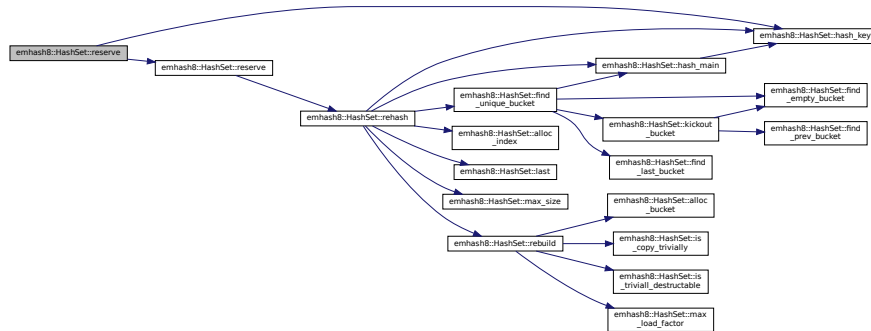 emhash8::HashSet::reserve
emhash8::HashSet::reserve
emhash8::HashSet::rehash
emhash8::HashSet::find
_unique_bucket
emhash8::HashSet::alloc
_index
emhash8::HashSet::last
emhash8::HashSet::max_size
emhash8::HashSet::rebuild
emhash8::HashSet::hash_main
emhash8::HashSet::kickout
_bucket
emhash8::HashSet::find
_last_bucket
emhash8::HashSet::alloc
_bucket
emhash8::HashSet::is
_copy_trivially
emhash8::HashSet::is
_triviall_destructable
emhash8::HashSet::max
_load_factor
emhash8::HashSet::hash_key
emhash8::HashSet::find
_empty_bucket
emhash8::HashSet::find
_prev_bucket